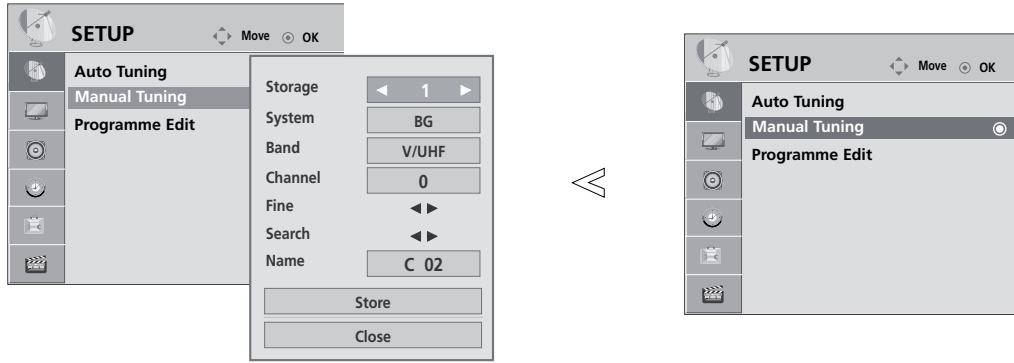 SETUP Move OK
Auto Tuning
Manual Tuning
Programme Edit
Storage 1
System BG
Band V/UHF
Channel 0
Fine
Search
Name C 02
Store
Close
SETUP Move OK
Auto Tuning
Manual Tuning
Programme Edit